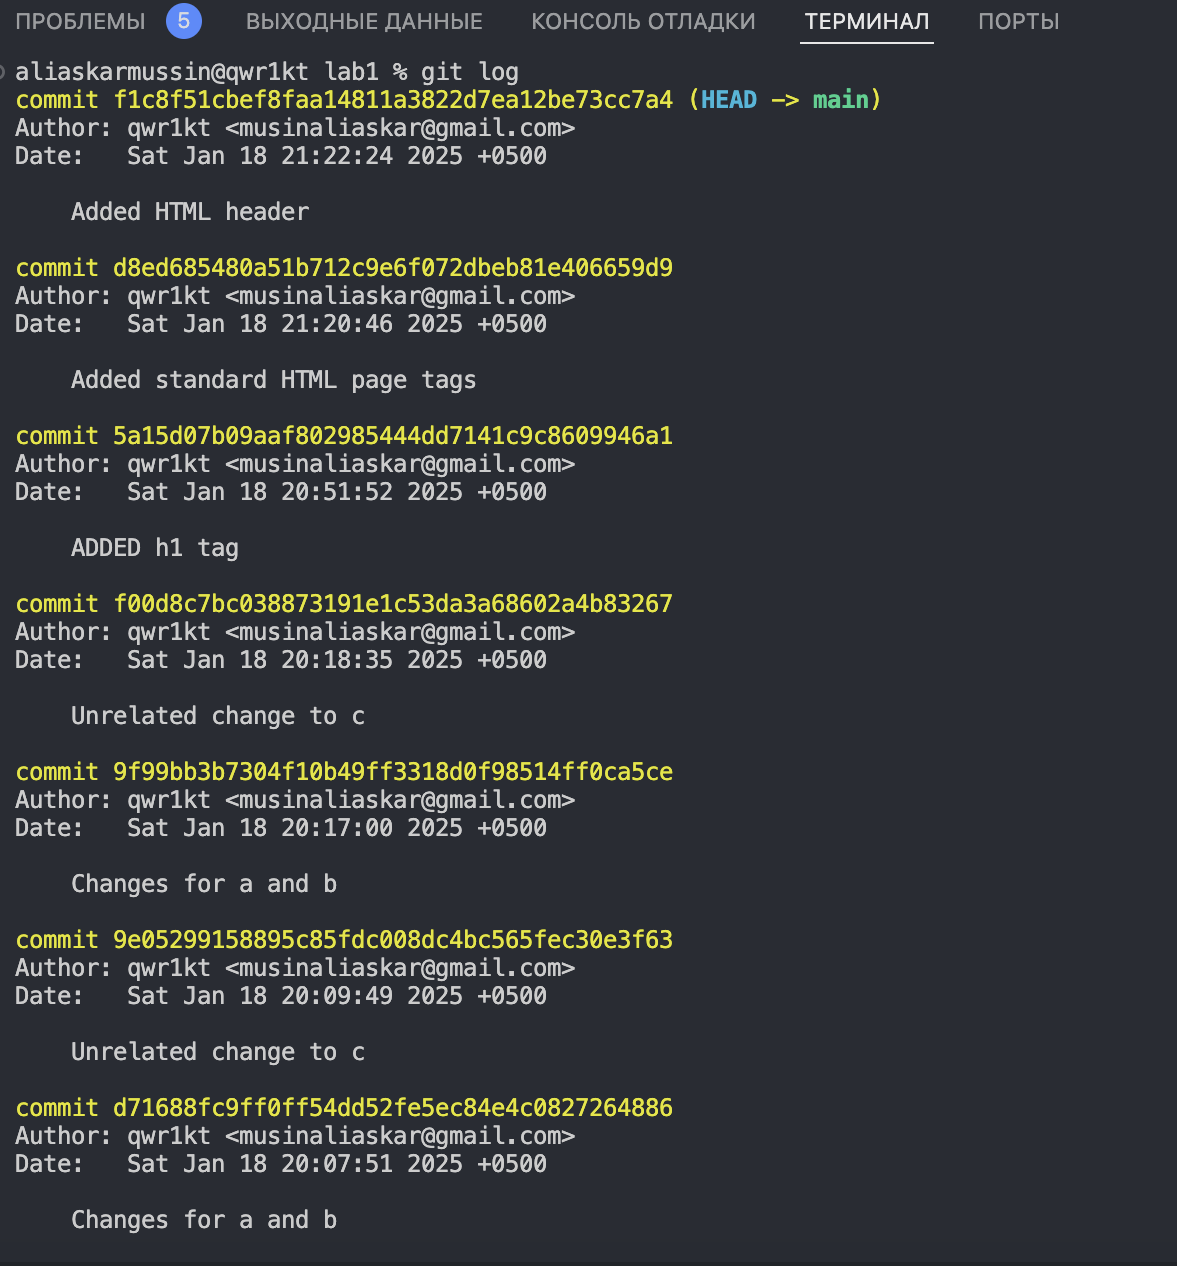 ПРОБЛЕМЫ 5 ВЫХОДНЫЕ ДАННЫЕ КОНСОЛЬ ОТЛАДКИ ТЕРМИНАЛ ПОРТЫ
aliaskarmussin@qwr1kt lab1 % git log
commit f1c8f51cbef8faa14811a3822d7ea12be73cc7a4 (HEAD -> main)
Author: qwr1kt <musinaliaskar@gmail.com>
Date:   Sat Jan 18 21:22:24 2025 +0500
Added HTML header
commit d8ed685480a51b712c9e6f072dbeb81e406659d9
Author: qwr1kt <musinaliaskar@gmail.com>
Date:   Sat Jan 18 21:20:46 2025 +0500
Added standard HTML page tags
commit 5a15d07b09aaf802985444dd7141c9c8609946a1
Author: qwr1kt <musinaliaskar@gmail.com>
Date:   Sat Jan 18 20:51:52 2025 +0500
ADDED h1 tag
commit f00d8c7bc038873191e1c53da3a68602a4b83267
Author: qwr1kt <musinaliaskar@gmail.com>
Date:   Sat Jan 18 20:18:35 2025 +0500
Unrelated change to c
commit 9f99bb3b7304f10b49ff3318d0f98514ff0ca5ce
Author: qwr1kt <musinaliaskar@gmail.com>
Date:   Sat Jan 18 20:17:00 2025 +0500
Changes for a and b
commit 9e05299158895c85fdc008dc4bc565fec30e3f63
Author: qwr1kt <musinaliaskar@gmail.com>
Date:   Sat Jan 18 20:09:49 2025 +0500
Unrelated change to c
commit d71688fc9ff0ff54dd52fe5ec84e4c0827264886
Author: qwr1kt <musinaliaskar@gmail.com>
Date:   Sat Jan 18 20:07:51 2025 +0500
Changes for a and b